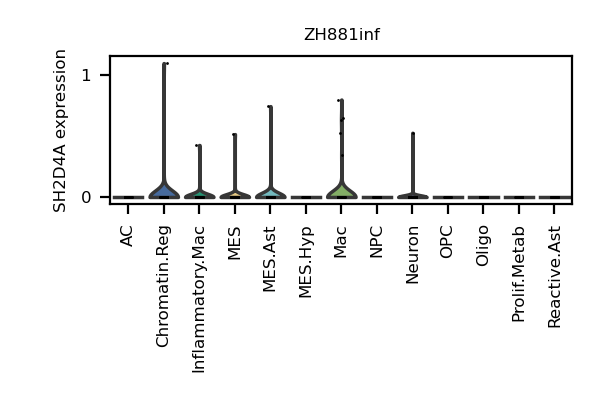 ZH881inf
SH2D4A expression
1
0
AC
Chromatin.Reg
Inflammatory.Mac
MES
MES.Ast
MES.Hyp
Mac
NPC
Neuron
OPC
Oligo
Prolif.Metab
Reactive.Ast